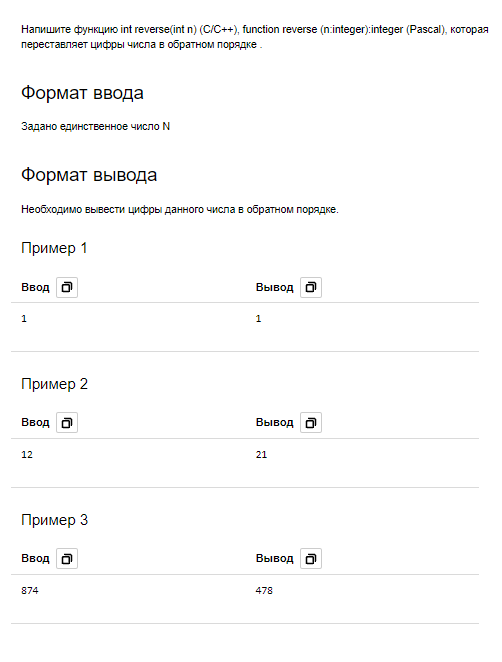 Напишите функцию int reverse(int n) (C/C++), function reverse (n:integer):integer (Pascal), которая
переставляет цифры числа в обратном порядке .
Формат ввода
Задано единственное число N
Формат вывода
Необходимо вывести цифры данного числа в обратном порядке.
Пример 1
Ввод Вывод
1 1
Пример 2
Ввод Вывод
12 21
Пример 3
Ввод Вывод
874 478